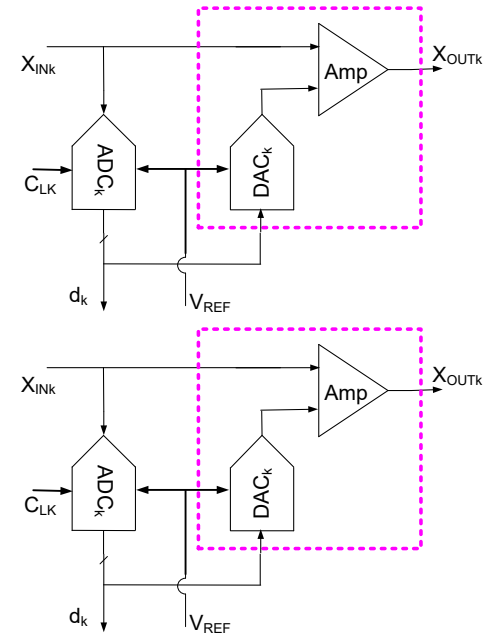 X_INk
Amp
X_OUTk
ADC_k
DAC_k
C_LK
d_k
V_REF
X_INk
Amp
X_OUTk
ADC_k
DAC_k
C_LK
d_k
V_REF